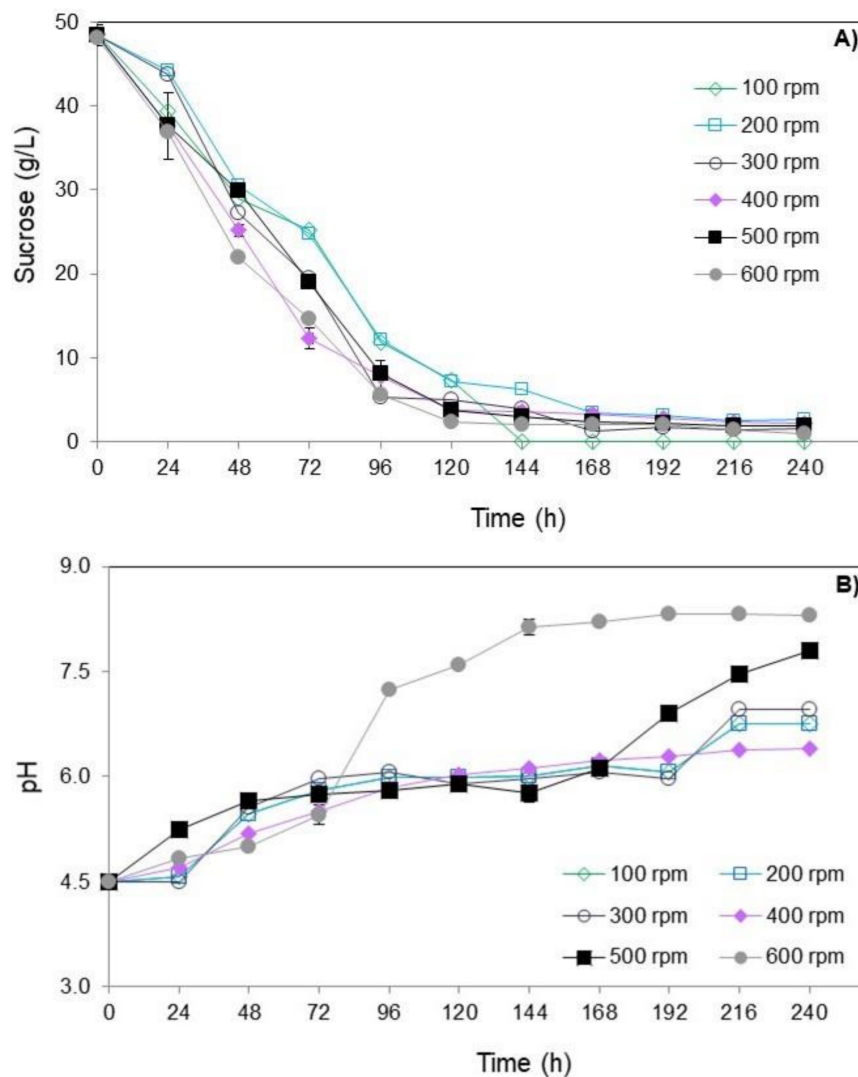 A)
50
40
30
20
10
0
Sucrose (g/L)
100 rpm
200 rpm
300 rpm
400 rpm
500 rpm
600 rpm
0 24 48 72 96 120 144 168 192 216 240
Time (h)
B)
9.0
7.5
6.0
4.5
3.0
pH
100 rpm 200 rpm
300 rpm 400 rpm
500 rpm 600 rpm
0 24 48 72 96 120 144 168 192 216 240
Time (h)